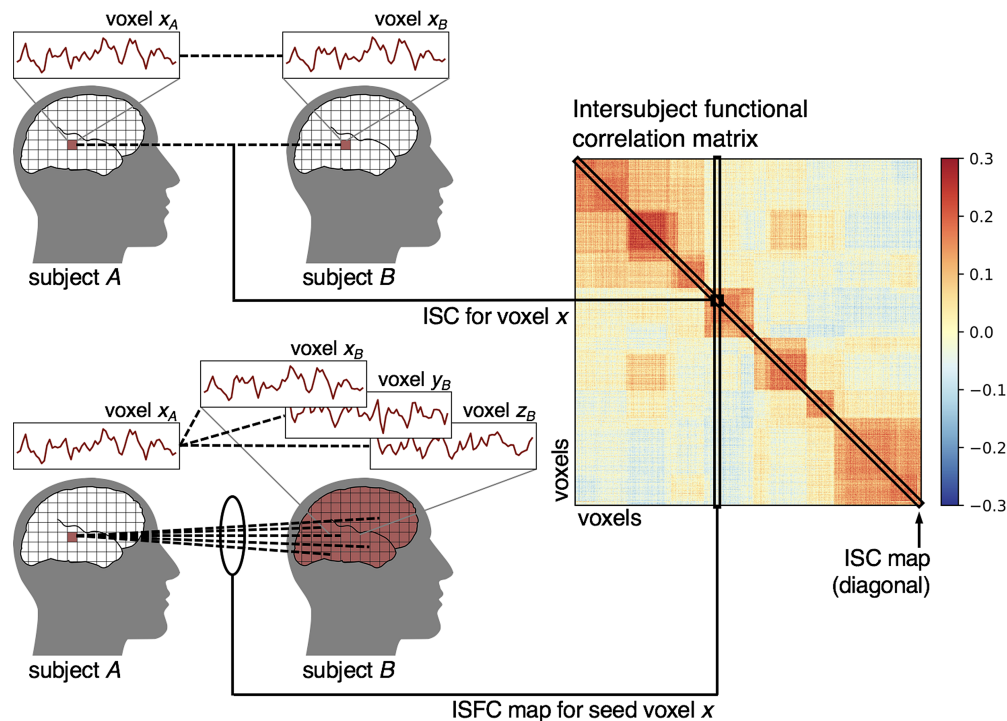 voxel xA
voxel xB
subject A
subject B
ISC for voxel x
voxel xB
voxel yB
voxel xA
voxel zB
subject A
subject B
ISFC map for seed voxel x
Intersubject functional
correlation matrix
voxels
voxels
0.3
0.2
0.1
0.0
−0.1
−0.2
−0.3
ISC map
(diagonal)